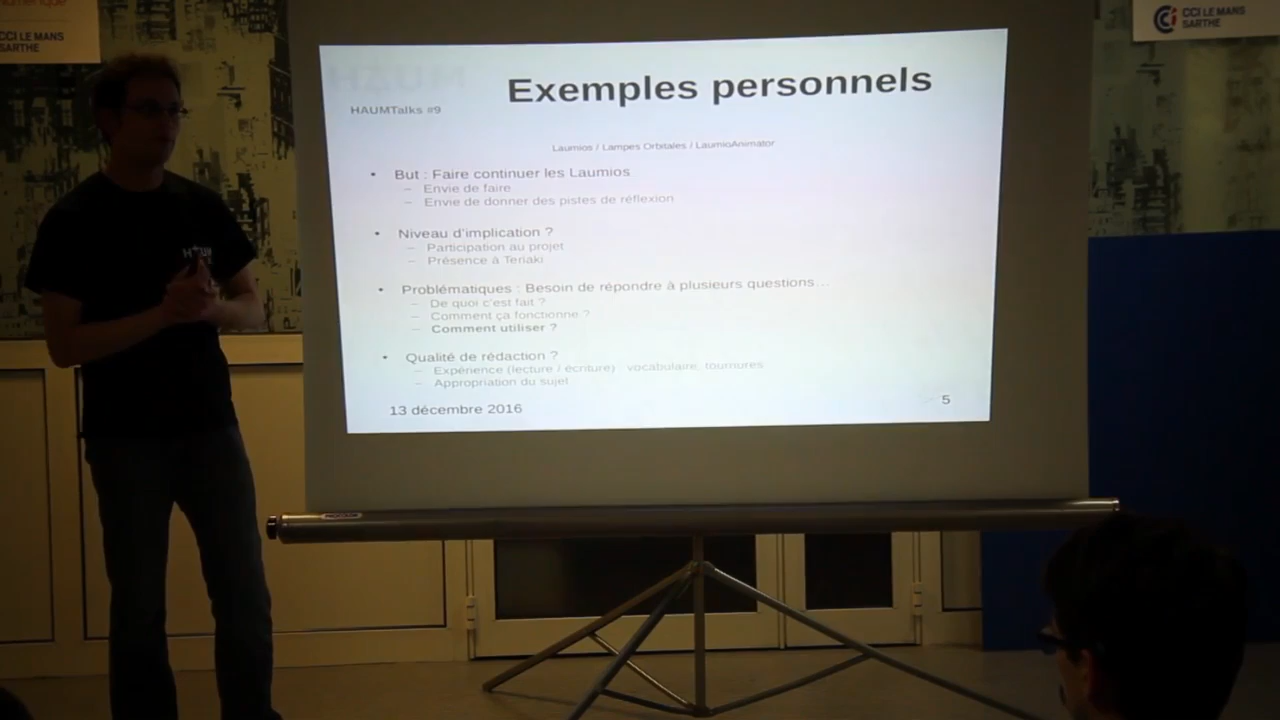 CCI LE MANS
SARTHE
CCI LE MANS
SARTHE
HAUM
HAUMTalks #9
Exemples personnels
Laumios / Lampes Orbitales / LaumioAnimator
• But : Faire continuer les Laumios
– Envie de faire
– Envie de donner des pistes de réflexion
• Niveau d'implication ?
– Participation au projet
– Présence à Teriaki
• Problématiques : Besoin de répondre à plusieurs questions…
– De quoi c'est fait ?
– Comment ça fonctionne ?
– Comment utiliser ?
• Qualité de rédaction ?
– Expérience (lecture / écriture) : vocabulaire, tournures
– Appropriation du sujet
13 décembre 2016
5
HAUM